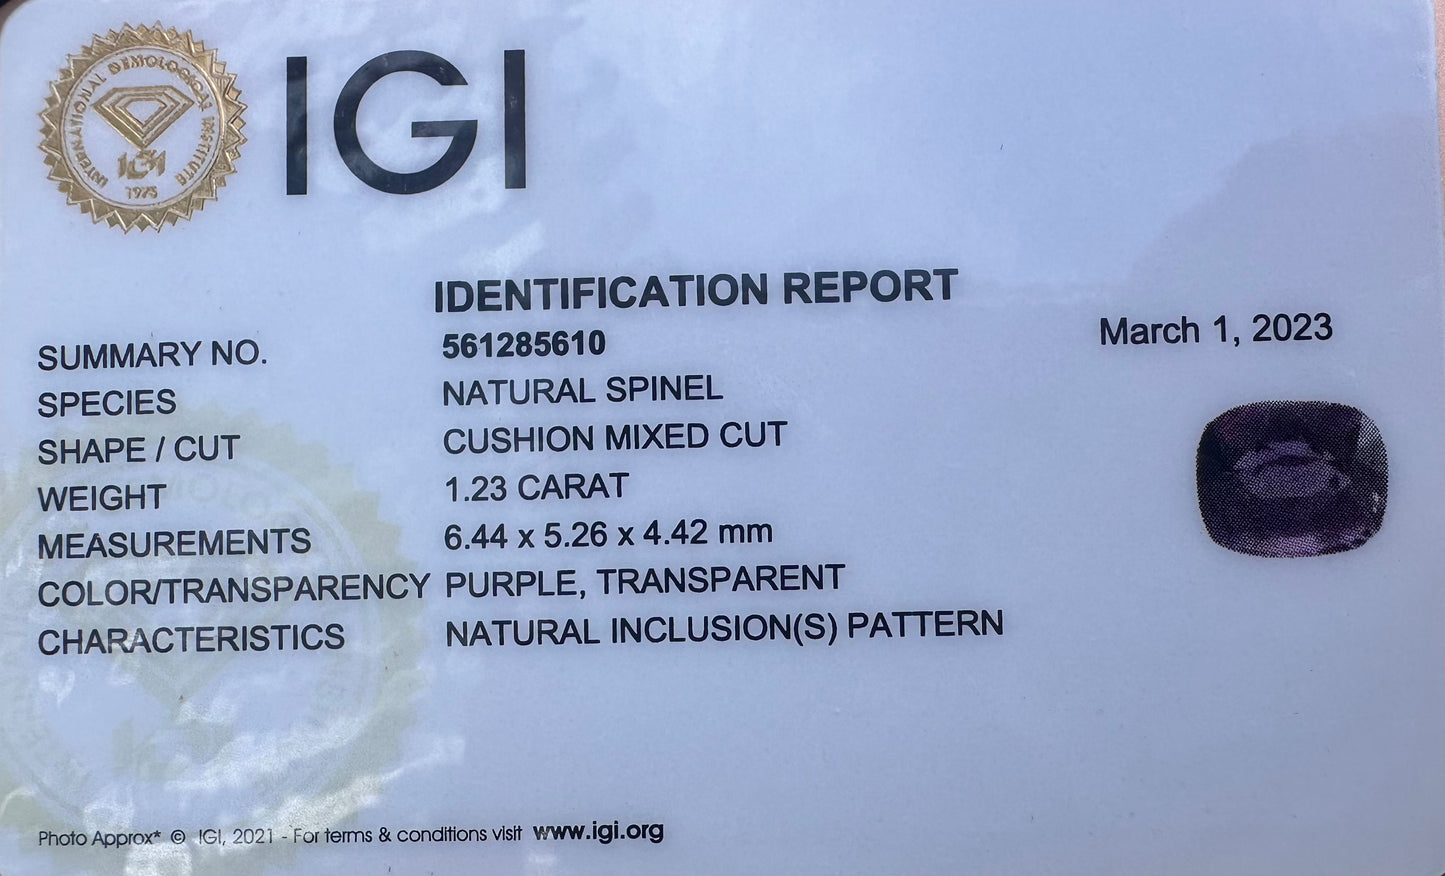 INTERNATIONAL GEMOLOGICAL INSTITUTE
IGI
1975
IGI
IDENTIFICATION REPORT
March 1, 2023
SUMMARY NO. 561285610
SPECIES NATURAL SPINEL
SHAPE / CUT CUSHION MIXED CUT
WEIGHT 1.23 CARAT
MEASUREMENTS 6.44 x 5.26 x 4.42 mm
COLOR/TRANSPARENCY PURPLE, TRANSPARENT
CHARACTERISTICS NATURAL INCLUSION(S) PATTERN
Photo Approx* © IGI, 2021 - For terms & conditions visit www.igi.org